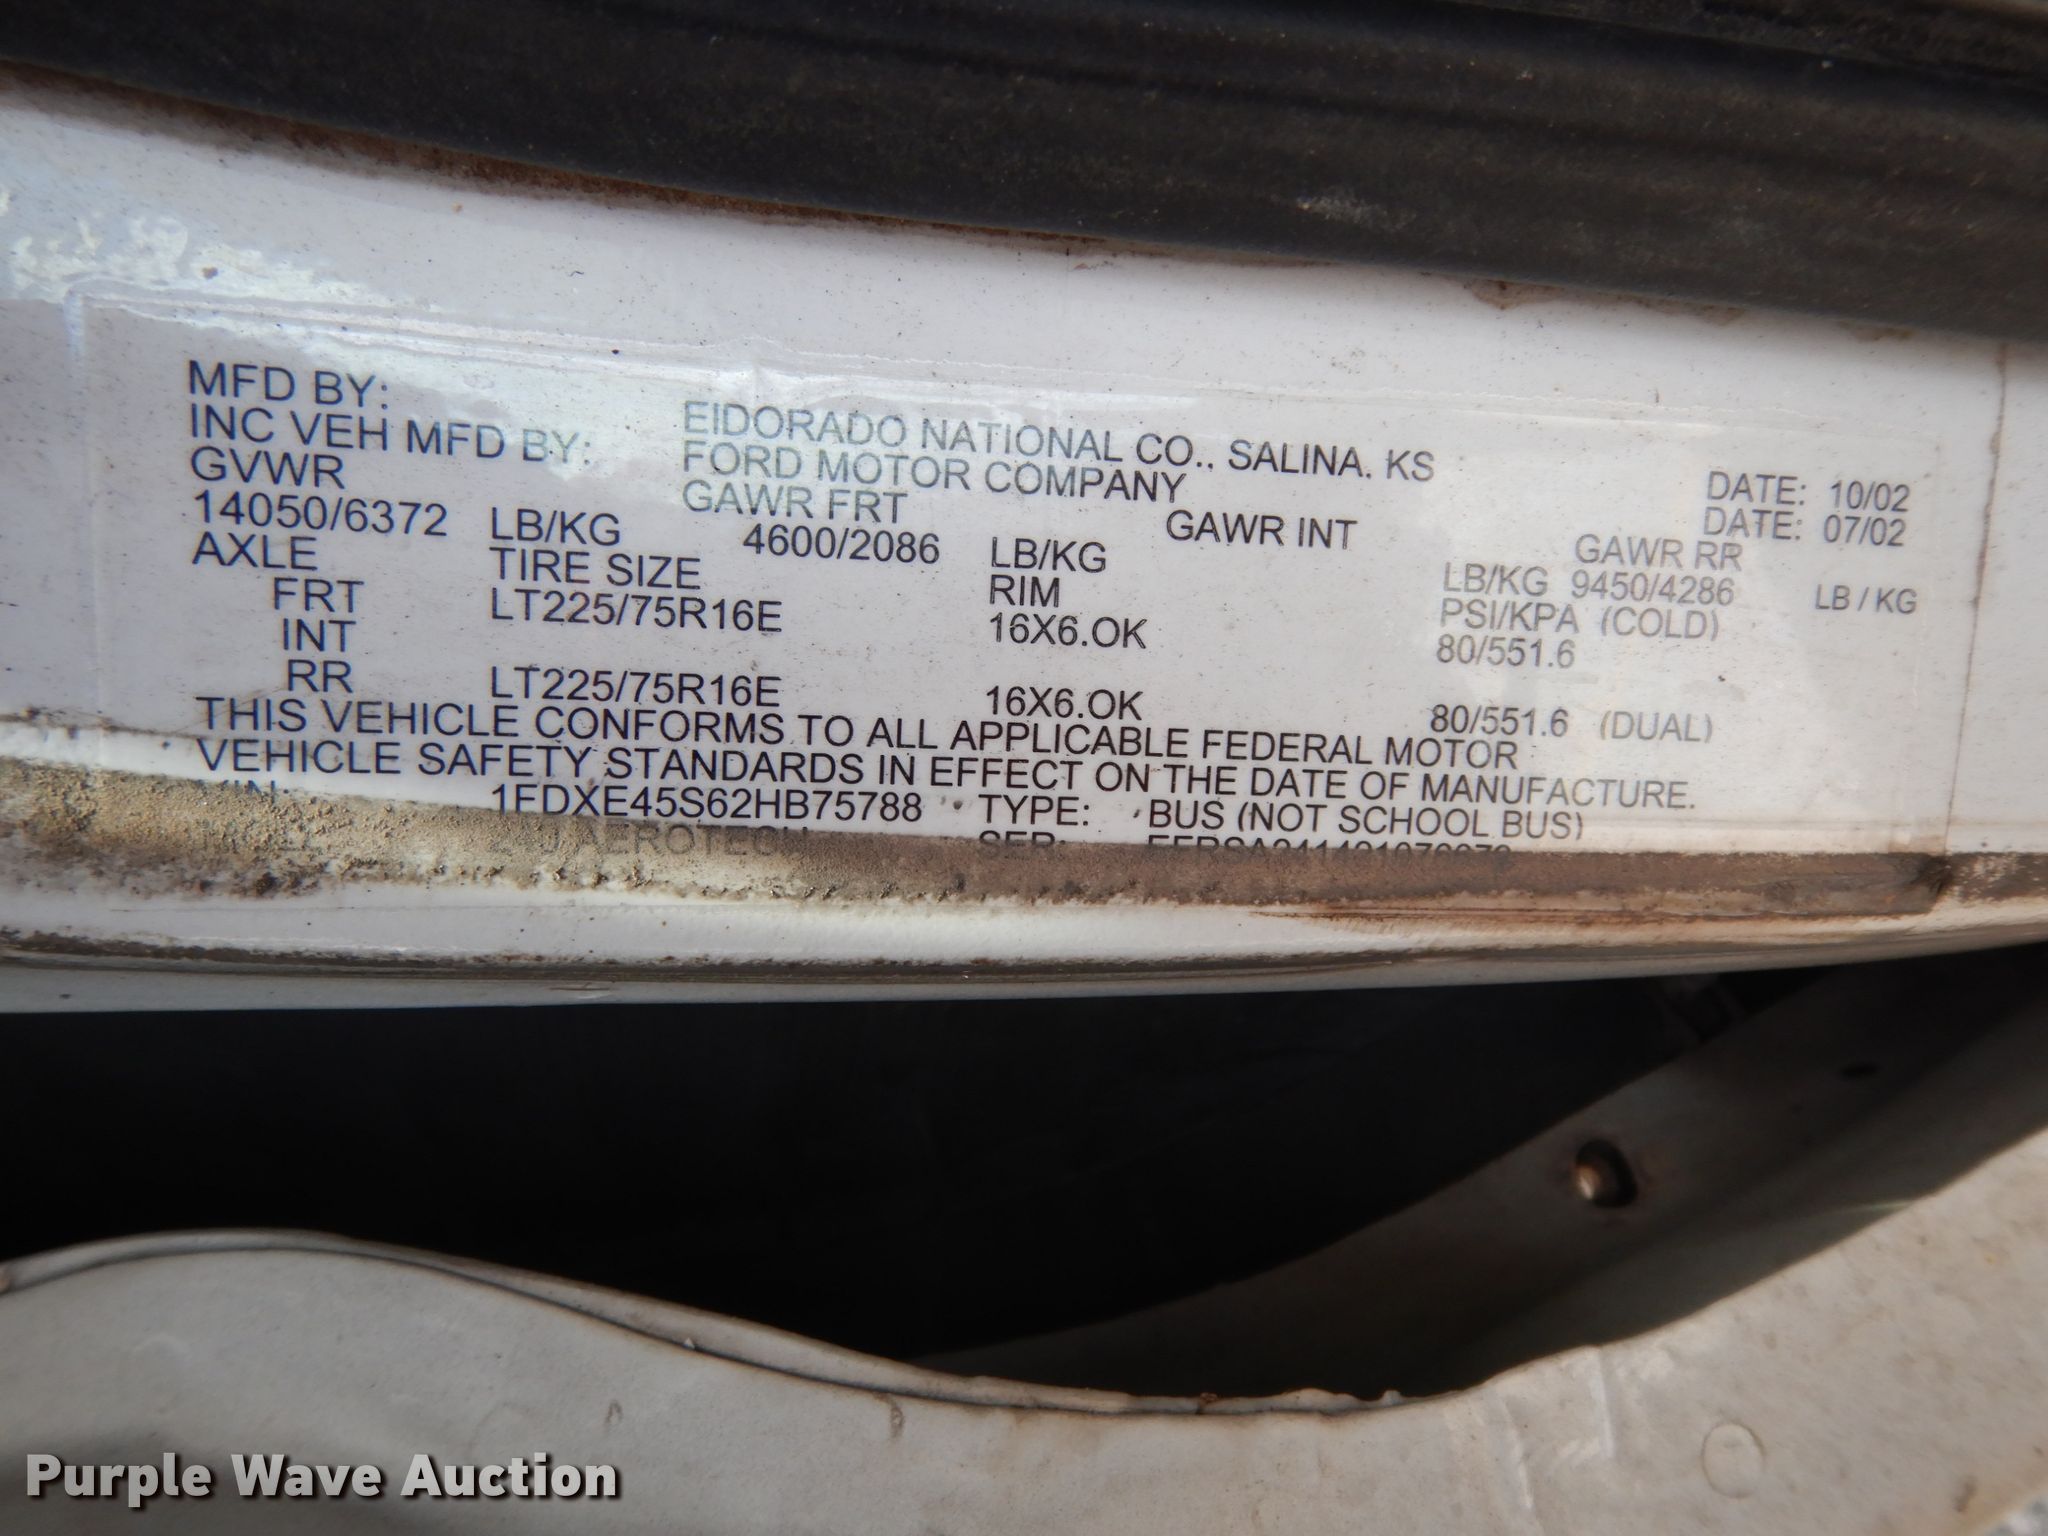 MFD BY: EIDORADO NATIONAL CO., SALINA. KS DATE: 10/02
INC VEH MFD BY: FORD MOTOR COMPANY DATE: 07/02
GVWR GAWR FRT GAWR INT GAWR RR
14050/6372 LB/KG 4600/2086 LB/KG LB/KG 9450/4286 LB / KG
AXLE TIRE SIZE RIM PSI/KPA (COLD)
FRT LT225/75R16E 16X6.OK 80/551.6
INT
RR LT225/75R16E 16X6.OK 80/551.6 (DUAL)
THIS VEHICLE CONFORMS TO ALL APPLICABLE FEDERAL MOTOR
VEHICLE SAFETY STANDARDS IN EFFECT ON THE DATE OF MANUFACTURE.
VIN: 1FDXE45S62HB75788 TYPE: BUS (NOT SCHOOL BUS)
240 AEROTECH SER:
Purple Wave Auction